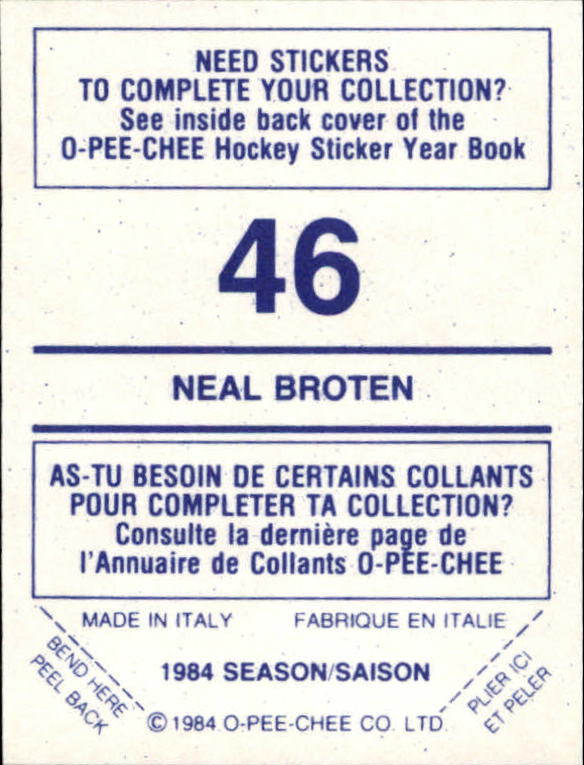 NEED STICKERS
TO COMPLETE YOUR COLLECTION?
See inside back cover of the
O-PEE-CHEE Hockey Sticker Year Book
46
NEAL BROTEN
AS-TU BESOIN DE CERTAINS COLLANTS
POUR COMPLETER TA COLLECTION?
Consulte la dernière page de
l'Annuaire de Collants O-PEE-CHEE
MADE IN ITALY FABRIQUE EN ITALIE
BEND HERE
PEEL BACK
1984 SEASON/SAISON
PLIER ICI
ET PELER
© 1984 O-PEE-CHEE CO. LTD.